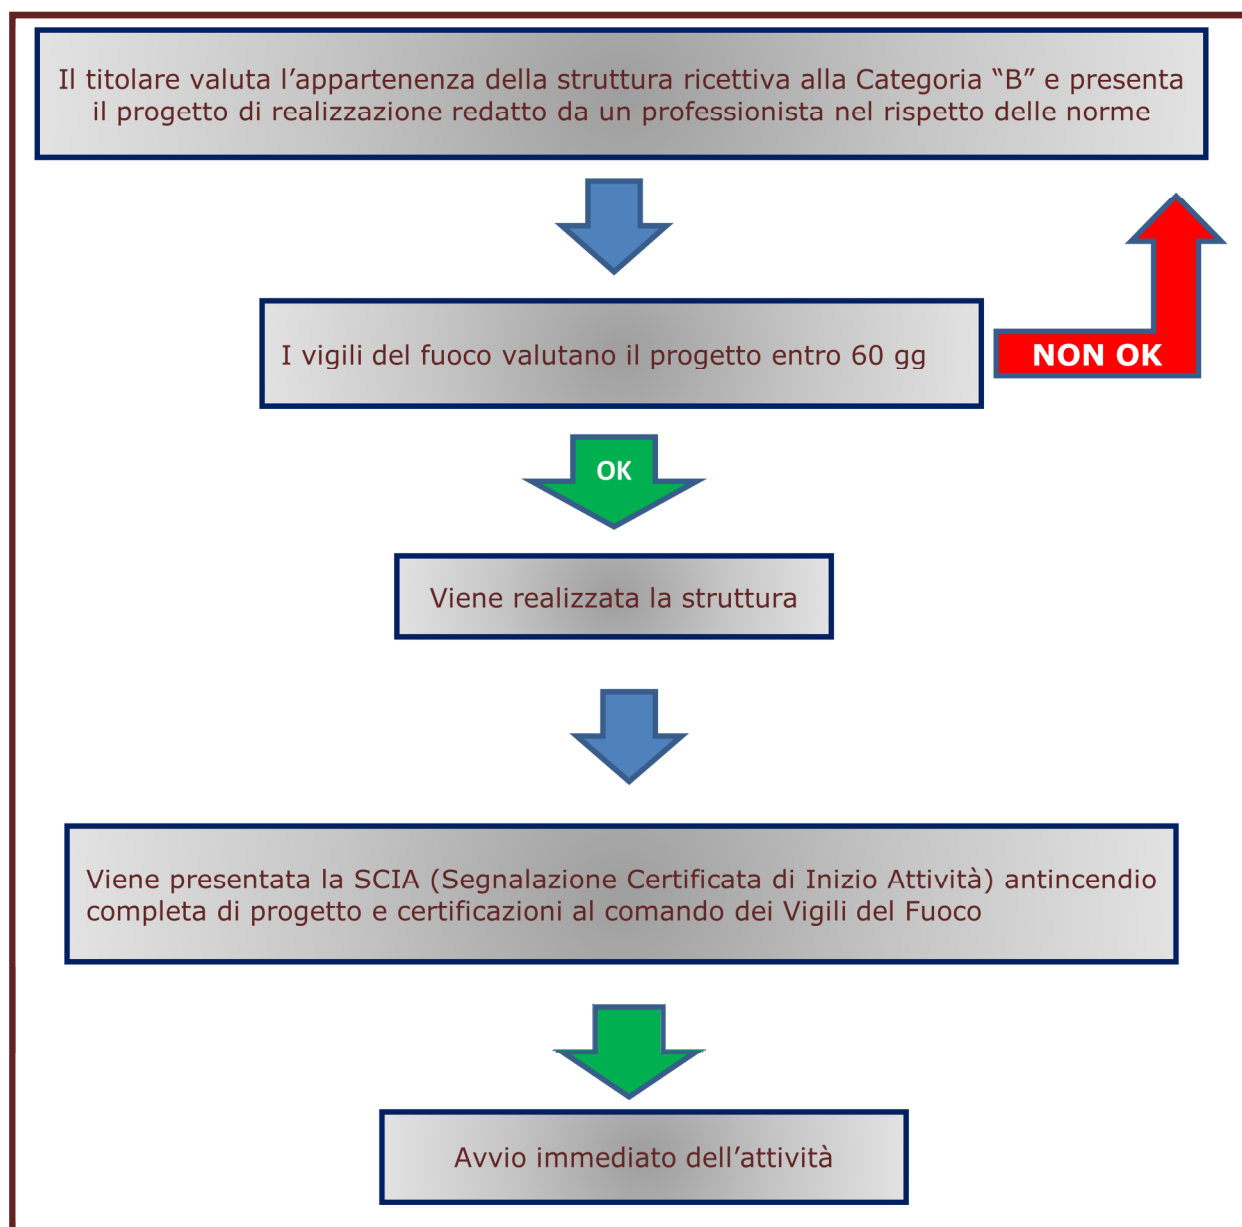 Il titolare valuta l’appartenenza della struttura ricettiva alla Categoria “B” e presenta
il progetto di realizzazione redatto da un professionista nel rispetto delle norme
I vigili del fuoco valutano il progetto entro 60 gg
NON OK
OK
Viene realizzata la struttura
Viene presentata la SCIA (Segnalazione Certificata di Inizio Attività) antincendio
completa di progetto e certificazioni al comando dei Vigili del Fuoco
Avvio immediato dell’attività